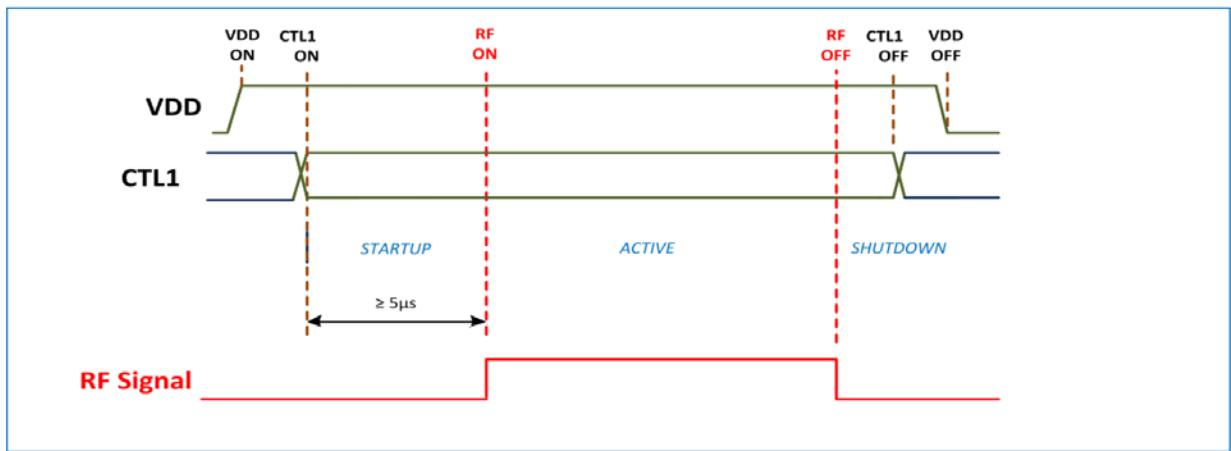 VDD ON
CTL1 ON
RF ON
RF OFF
CTL1 OFF
VDD OFF
VDD
CTL1
STARTUP
ACTIVE
SHUTDOWN
≥ 5µs
RF Signal